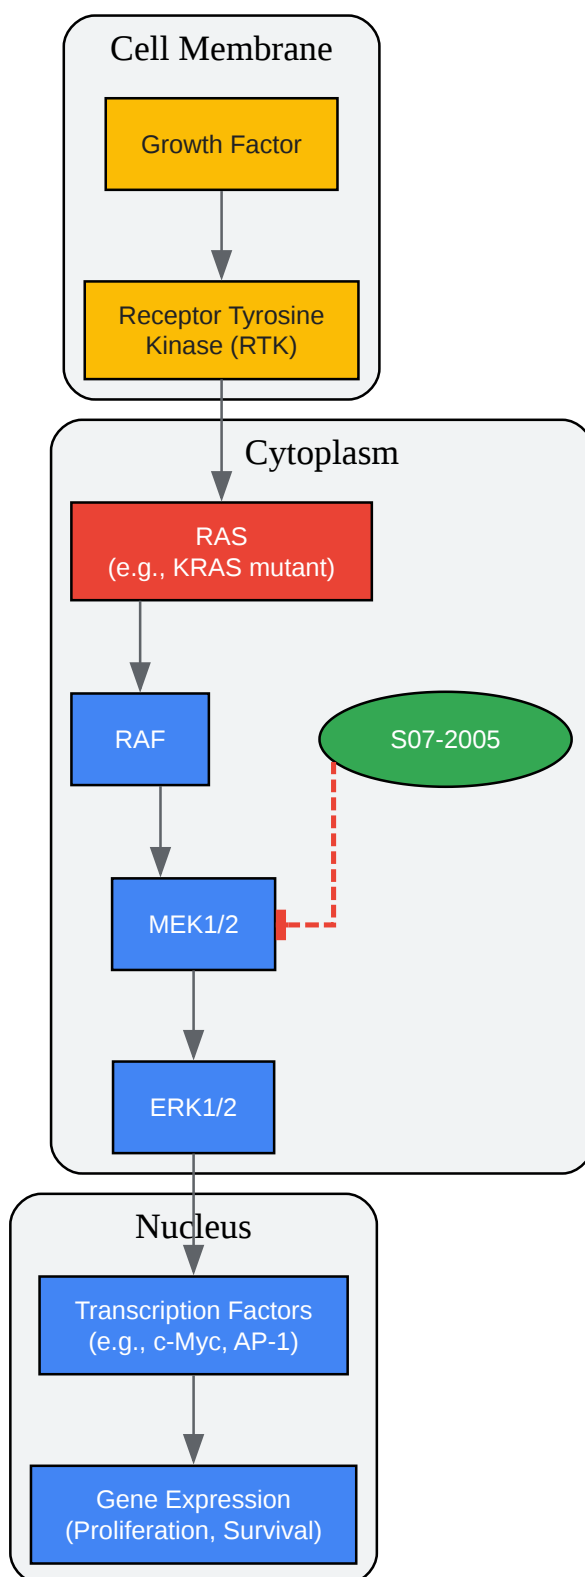 Cell Membrane
Growth Factor
Receptor Tyrosine
Kinase (RTK)
Cytoplasm
RAS
(e.g., KRAS mutant)
RAF
S07-2005
MEK1/2
ERK1/2
Nucleus
Transcription Factors
(e.g., c-Myc, AP-1)
Gene Expression
(Proliferation, Survival)